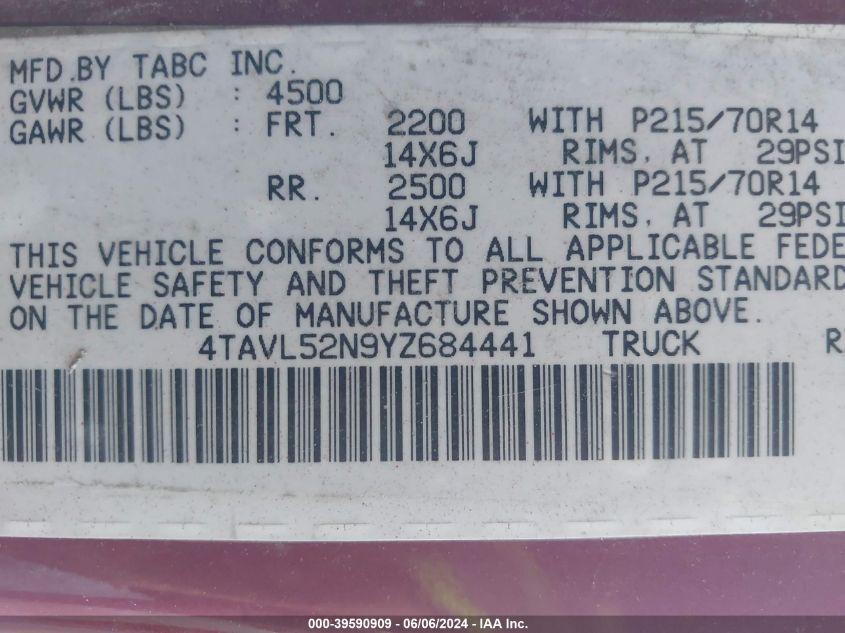 MFD.BY TABC INC.
GVWR (LBS) : 4500
GAWR (LBS) : FRT. 2200 WITH P215/70R14
14X6J RIMS, AT 29PSI
RR. 2500 WITH P215/70R14
14X6J RIMS, AT 29PSI
THIS VEHICLE CONFORMS TO ALL APPLICABLE FEDE
VEHICLE SAFETY AND THEFT PREVENTION STANDARD
ON THE DATE OF MANUFACTURE SHOWN ABOVE.
4TAVL52N9YZ684441 TRUCK R
000-39590909 - 06/06/2024 - IAA Inc.